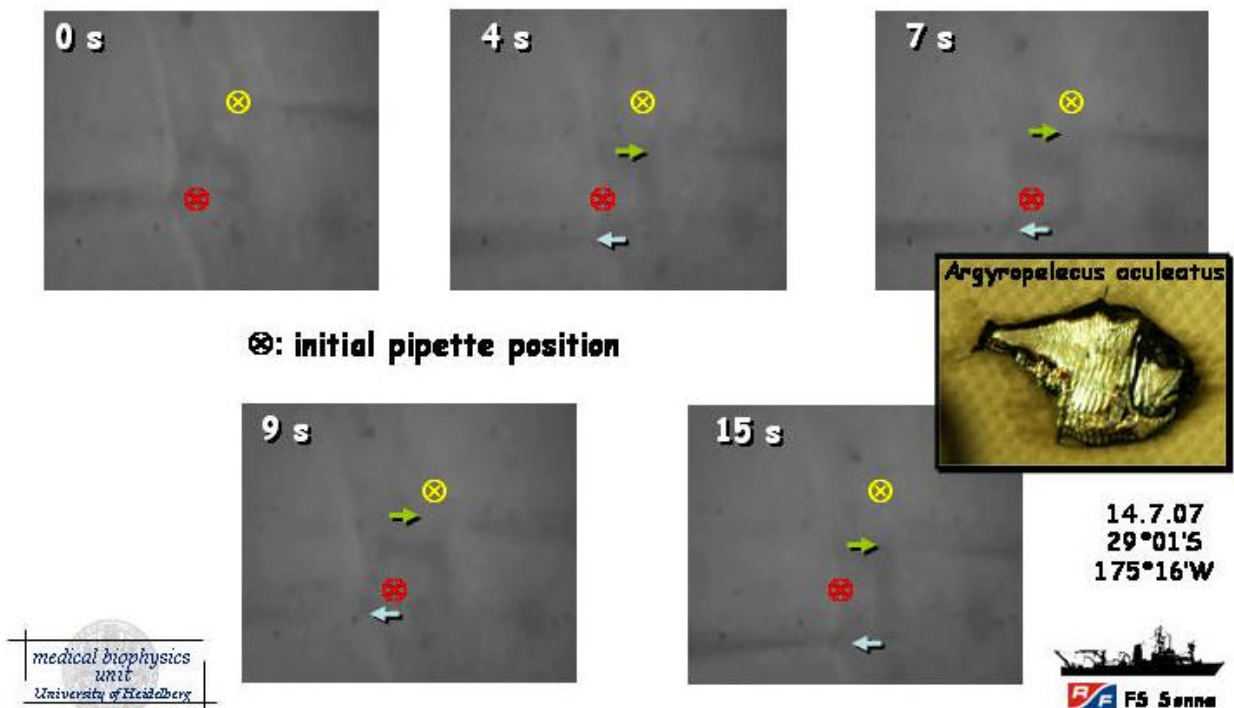 0 s
4 s
7 s
Argyropelecus aculeatus
⊗: initial pipette position
9 s
15 s
14.7.07
29°01'S
175°16'W
medical biophysics
unit
University of Heidelberg
R/F FS Sonne